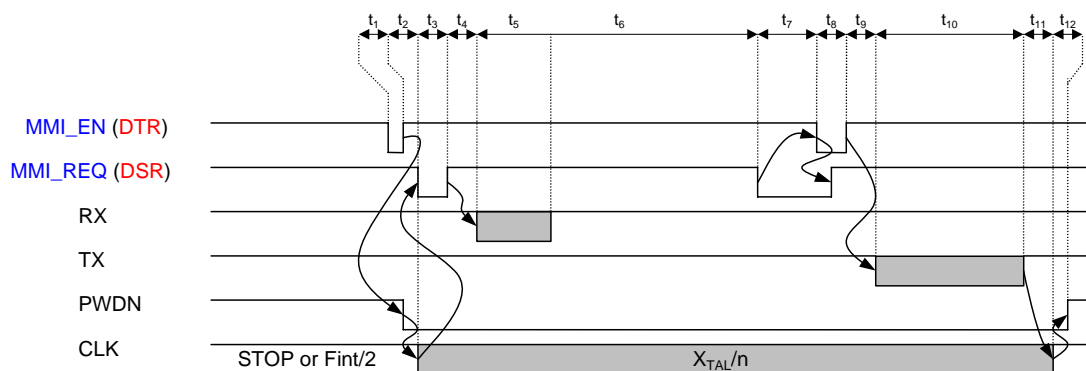 t1 t2 t3 t4 t5 t6 t7 t8 t9 t10 t11 t12
MMI_EN (DTR)
MMI_REQ (DSR)
RX
TX
PWDN
CLK
STOP or Fint/2 XTAL/n